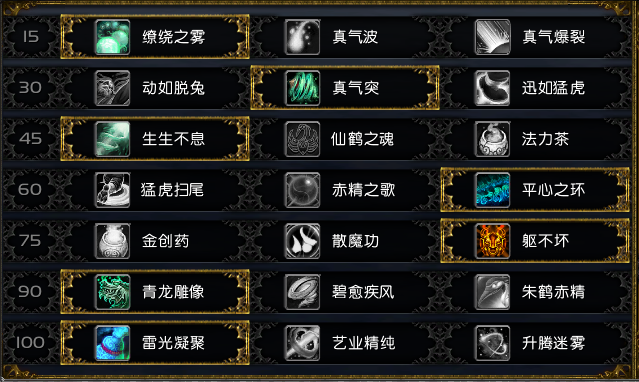 15 缭绕之雾 真气波 真气爆裂
30 动如脱兔 真气突 迅如猛虎
45 生生不息 仙鹤之魂 法力茶
60 猛虎扫尾 赤精之歌 平心之环
75 金创药 散魔功 躯不坏
90 青龙雕像 碧愈疾风 朱鹤赤精
100 雷光凝聚 艺业精纯 升腾迷雾